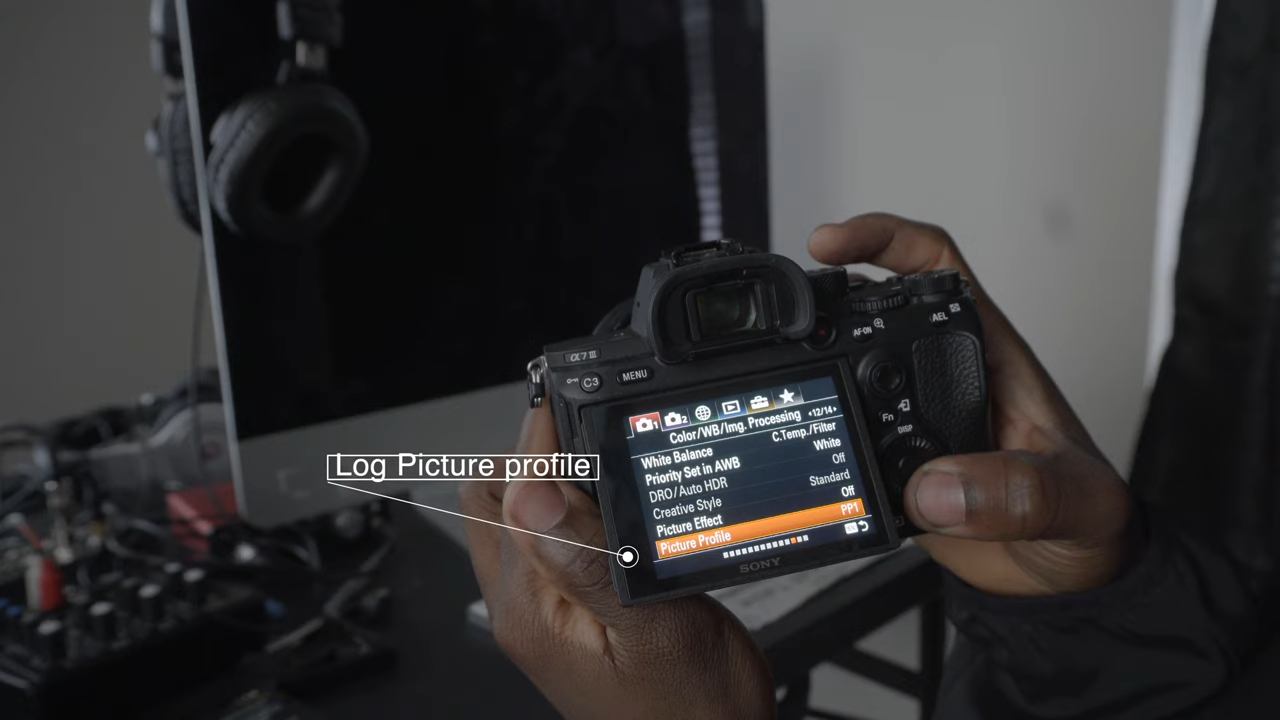 α7III
C3
MENU
AF-ON
AEL
Fn
DISP
Color/WB/Img. Processing 12/14
White Balance C.Temp./Filter
Priority Set in AWB White
DRO/Auto HDR Off
Creative Style Standard
Picture Effect Off
Picture Profile PP1
SONY
Log Picture profile